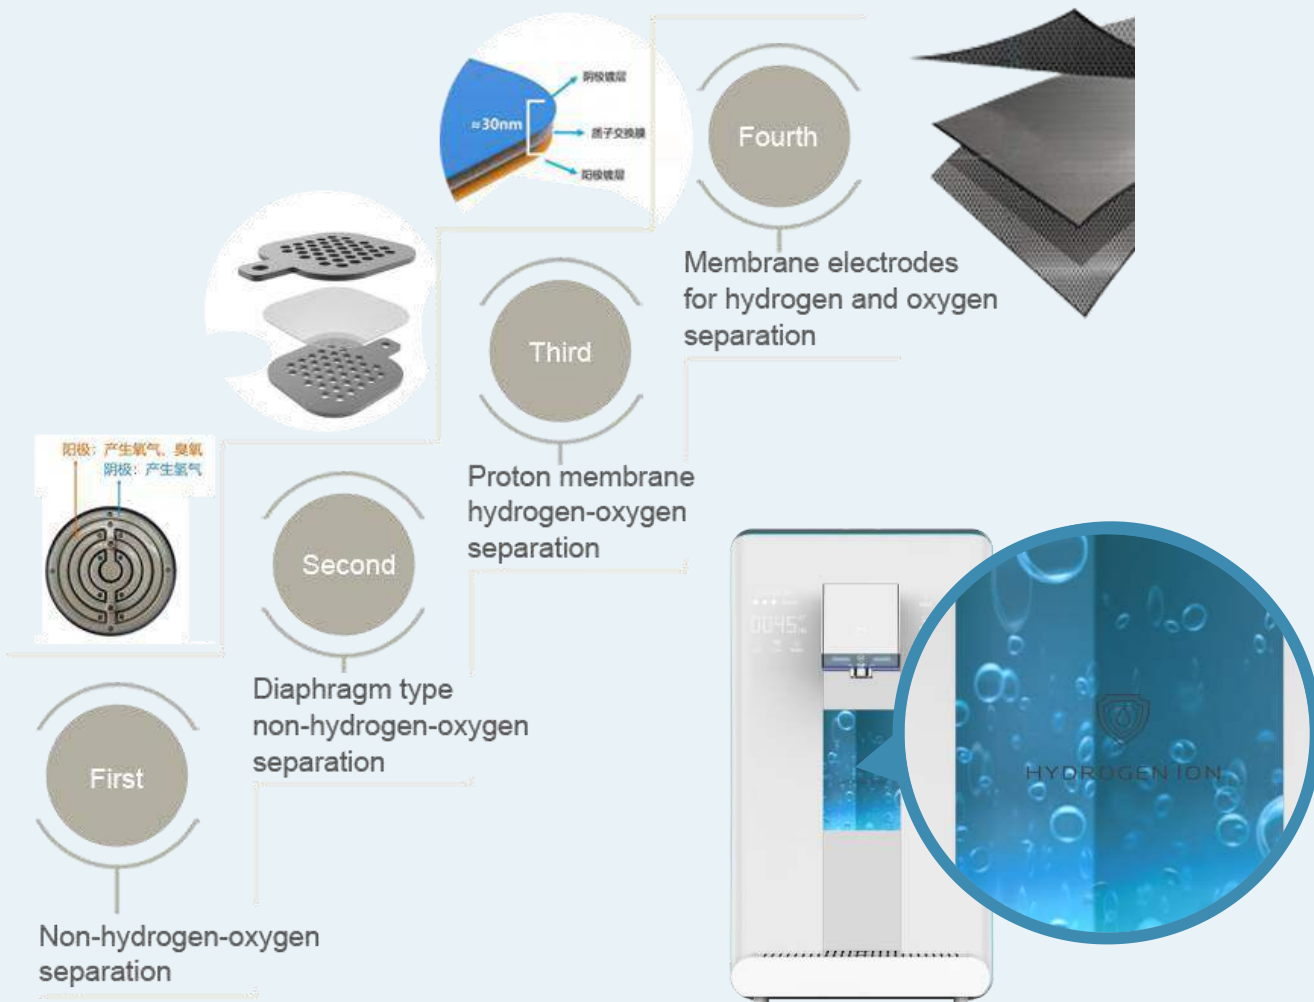 阴极镀层
≈30nm
质子交换膜
阳极镀层
Fourth
Membrane electrodes
for hydrogen and oxygen
separation
Third
Proton membrane
hydrogen-oxygen
separation
阳极：产生氧气、臭氧
阴极：产生氢气
Second
Diaphragm type
non-hydrogen-oxygen
separation
First
Non-hydrogen-oxygen
separation
0045
HYDROGEN ION